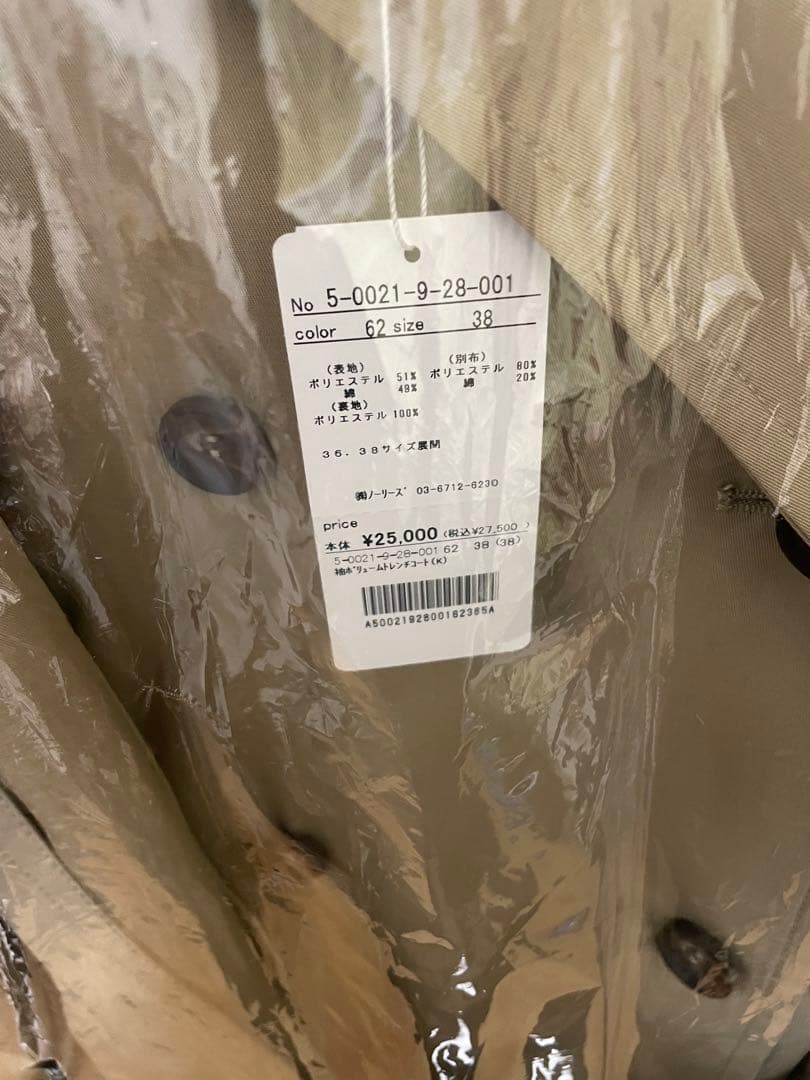 No 5-0021-9-28-001
color 62 size 38
(表地) (別布)
ポリエステル 51% ポリエステル 80%
綿 49% 綿 20%
(裏地)
ポリエステル 100%
36.38サイズ展開
㈱ノーリーズ 03-6712-6230
price
本体 ¥25,000 (税込¥27,500 )
5-0021-9-28-001 62 38 (38)
袖ボリュームトレンチコート(K)
A5002192800162385A